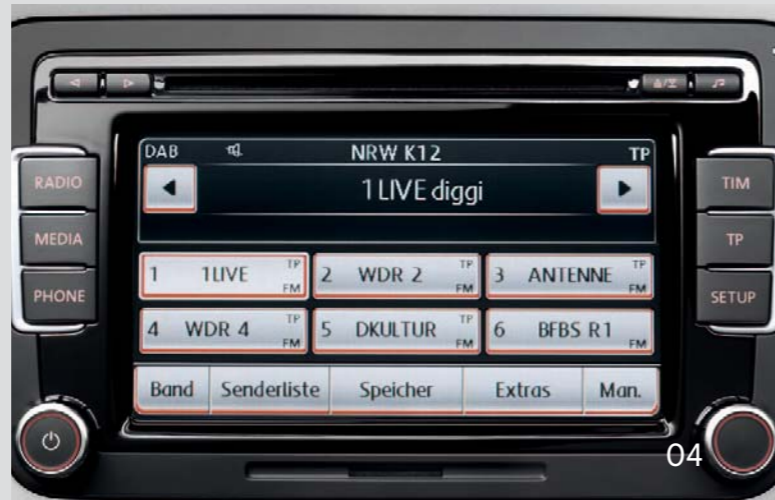 DAB NRW K12 TP
1LIVE diggi
RADIO
MEDIA
PHONE
TIM
TP
SETUP
1 1LIVE TP FM
2 WDR 2 TP FM
3 ANTENNE TP FM
4 WDR 4 TP FM
5 DKULTUR TP FM
6 BFBS R1 FM
Band Senderliste Speicher Extras Man.
04